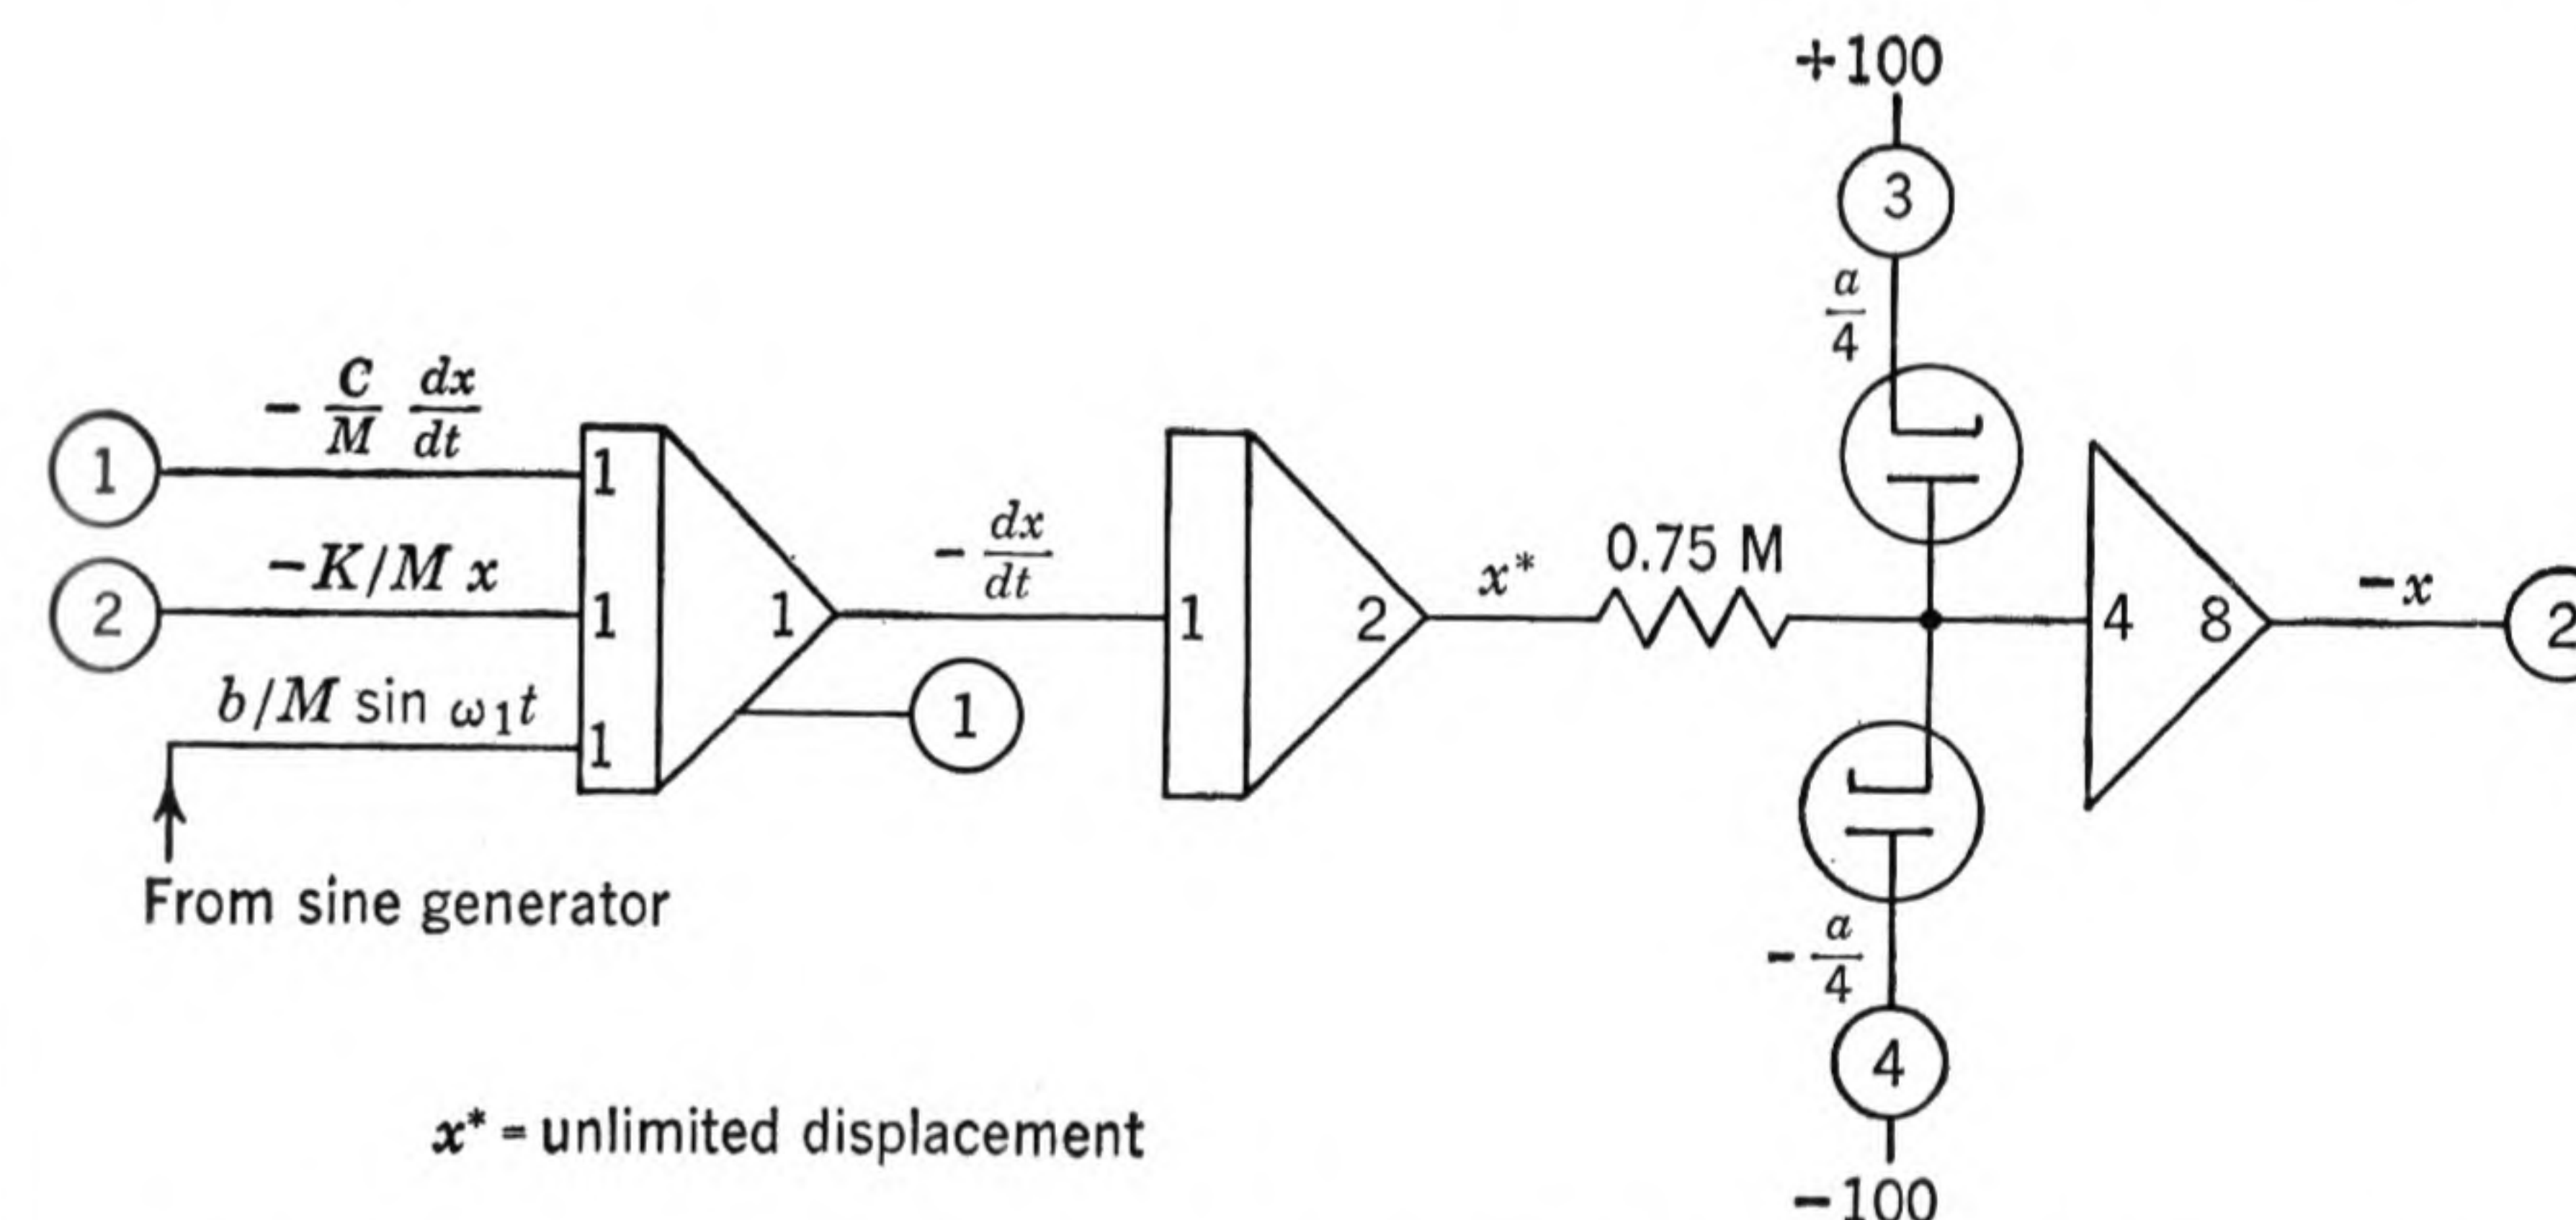 +100
3
a/4
1
- C/M dx/dt
1
2
-K/M x
1
b/M sin ω₁t
1
From sine generator
1
- dx/dt
1
1
2
x*
0.75 M
4
8
-x
2
- a/4
4
-100
x* = unlimited displacement